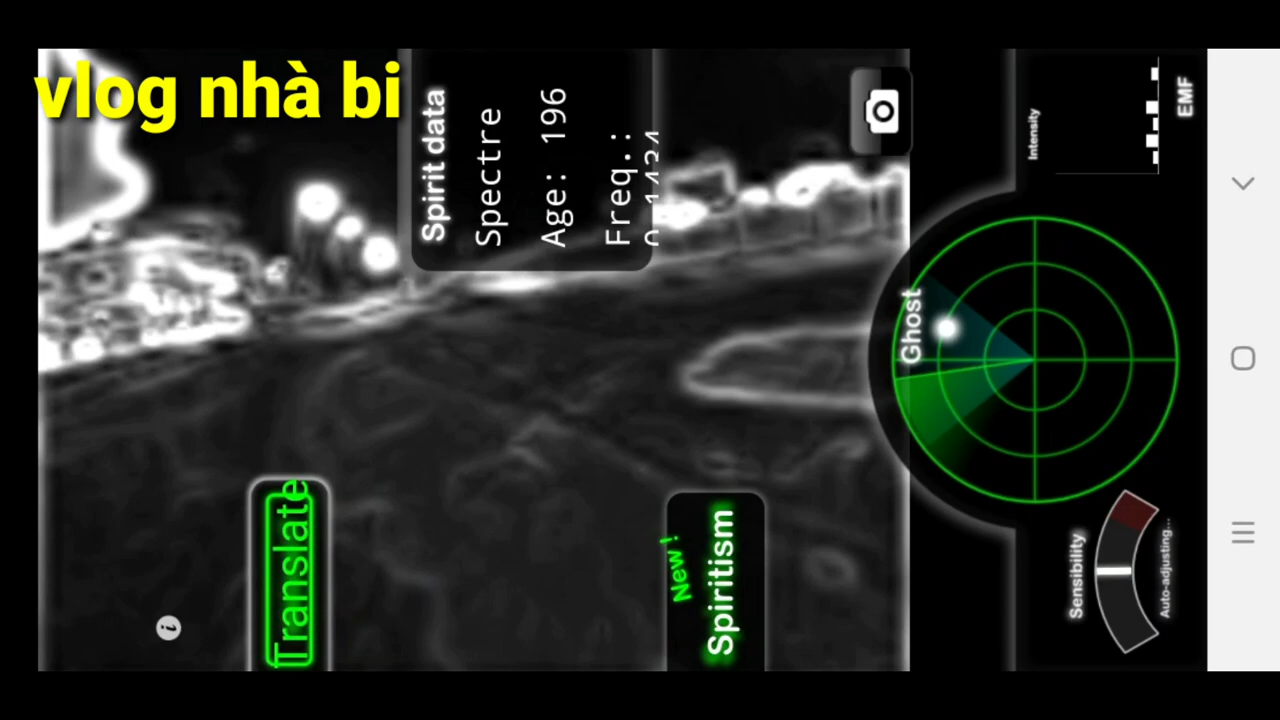 vlog nhà bi
Spirit data
Spectre
Age: 196
Freq.:
Intensity
EMF
Ghost
Translate
New !
Spiritism
Sensibility
Auto-adjusting...
i